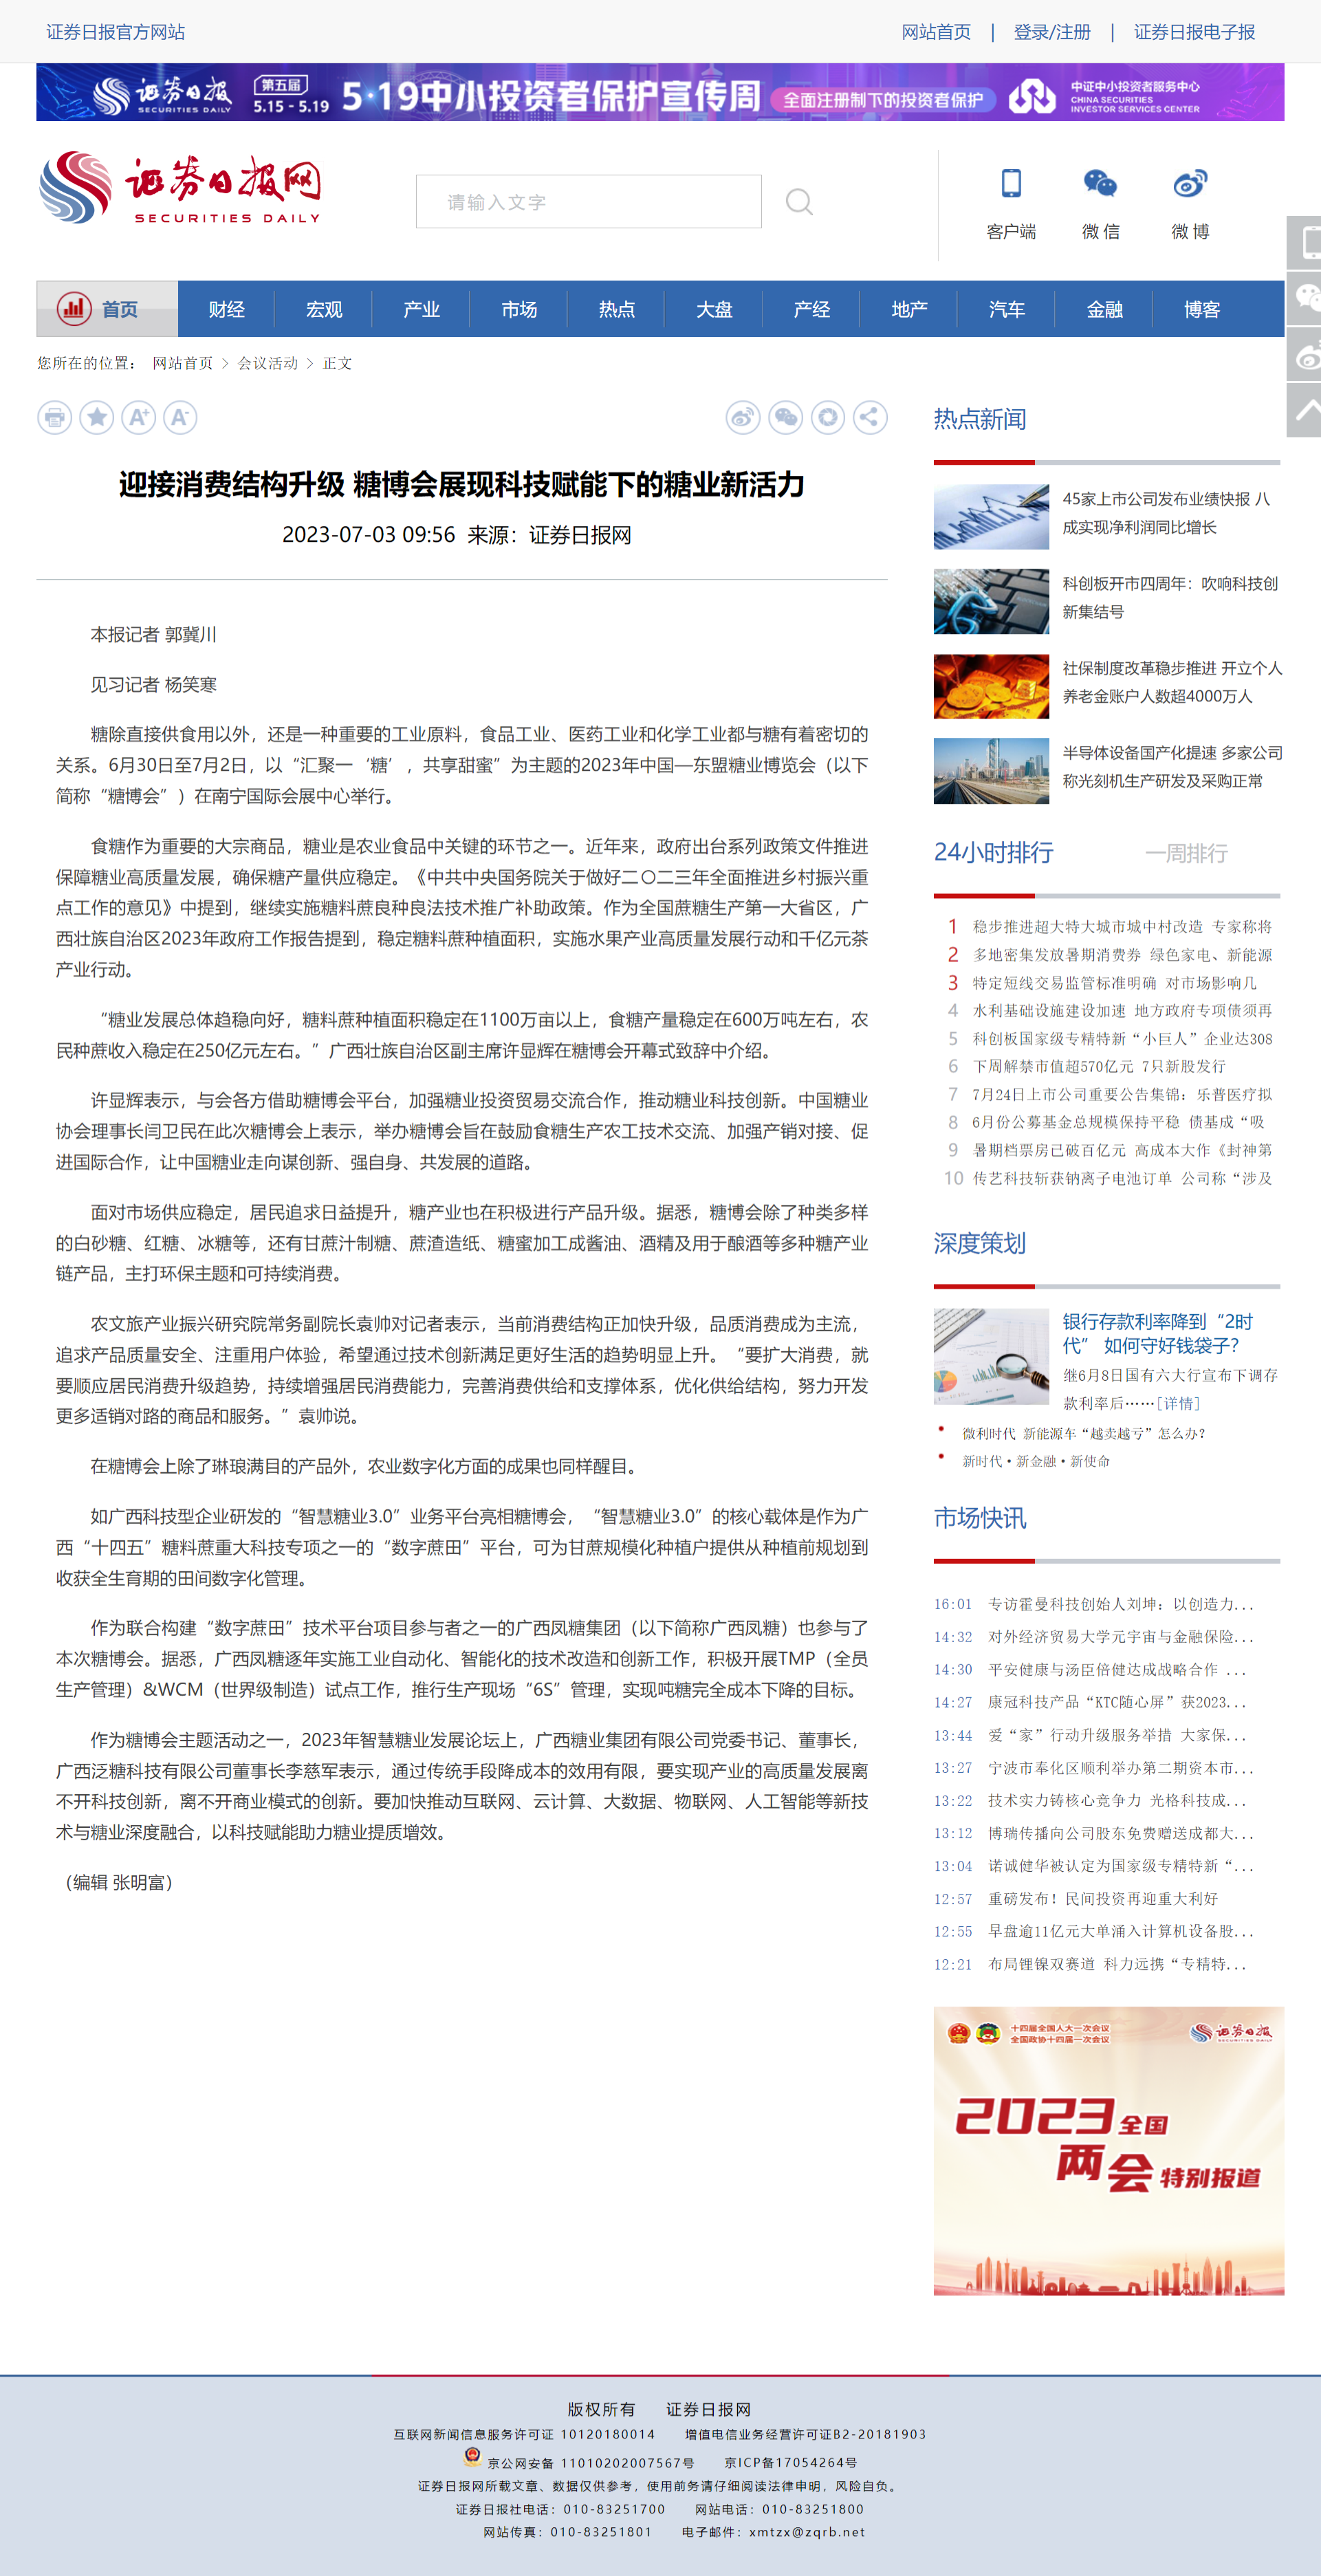 证券日报官方网站
网站首页 | 登录/注册 | 证券日报电子报
证券日报 SECURITIES DAILY 第五届 5.15 - 5.19 5·19中小投资者保护宣传周 全面注册制下的投资者保护 中证中小投资者服务中心 CHINA SECURITIES INVESTOR SERVICES CENTER
证券日报网
SECURITIES DAILY
请输入文字
客户端 微 信 微 博
首页 财经 宏观 产业 市场 热点 大盘 产经 地产 汽车 金融 博客
您所在的位置： 网站首页 > 会议活动 > 正文
A+ A-
迎接消费结构升级 糖博会展现科技赋能下的糖业新活力
2023-07-03 09:56 来源：证券日报网
本报记者 郭冀川
见习记者 杨笑寒
糖除直接供食用以外，还是一种重要的工业原料，食品工业、医药工业和化学工业都与糖有着密切的
关系。6月30日至7月2日，以“汇聚一‘糖’，共享甜蜜”为主题的2023年中国—东盟糖业博览会（以下
简称“糖博会”）在南宁国际会展中心举行。
食糖作为重要的大宗商品，糖业是农业食品中关键的环节之一。近年来，政府出台系列政策文件推进
保障糖业高质量发展，确保糖产量供应稳定。《中共中央国务院关于做好二〇二三年全面推进乡村振兴重
点工作的意见》中提到，继续实施糖料蔗良种良法技术推广补助政策。作为全国蔗糖生产第一大省区，广
西壮族自治区2023年政府工作报告提到，稳定糖料蔗种植面积，实施水果产业高质量发展行动和千亿元茶
产业行动。
“糖业发展总体趋稳向好，糖料蔗种植面积稳定在1100万亩以上，食糖产量稳定在600万吨左右，农
民种蔗收入稳定在250亿元左右。”广西壮族自治区副主席许显辉在糖博会开幕式致辞中介绍。
许显辉表示，与会各方借助糖博会平台，加强糖业投资贸易交流合作，推动糖业科技创新。中国糖业
协会理事长闫卫民在此次糖博会上表示，举办糖博会旨在鼓励食糖生产农工技术交流、加强产销对接、促
进国际合作，让中国糖业走向谋创新、强自身、共发展的道路。
面对市场供应稳定，居民追求日益提升，糖产业也在积极进行产品升级。据悉，糖博会除了种类多样
的白砂糖、红糖、冰糖等，还有甘蔗汁制糖、蔗渣造纸、糖蜜加工成酱油、酒精及用于酿酒等多种糖产业
链产品，主打环保主题和可持续消费。
农文旅产业振兴研究院常务副院长袁帅对记者表示，当前消费结构正加快升级，品质消费成为主流，
追求产品质量安全、注重用户体验，希望通过技术创新满足更好生活的趋势明显上升。“要扩大消费，就
要顺应居民消费升级趋势，持续增强居民消费能力，完善消费供给和支撑体系，优化供给结构，努力开发
更多适销对路的商品和服务。”袁帅说。
在糖博会上除了琳琅满目的产品外，农业数字化方面的成果也同样醒目。
如广西科技型企业研发的“智慧糖业3.0”业务平台亮相糖博会，“智慧糖业3.0”的核心载体是作为广
西“十四五”糖料蔗重大科技专项之一的“数字蔗田”平台，可为甘蔗规模化种植户提供从种植前规划到
收获全生育期的田间数字化管理。
作为联合构建“数字蔗田”技术平台项目参与者之一的广西凤糖集团（以下简称广西凤糖）也参与了
本次糖博会。据悉，广西凤糖逐年实施工业自动化、智能化的技术改造和创新工作，积极开展TMP（全员
生产管理）&WCM（世界级制造）试点工作，推行生产现场“6S”管理，实现吨糖完全成本下降的目标。
作为糖博会主题活动之一，2023年智慧糖业发展论坛上，广西糖业集团有限公司党委书记、董事长，
广西泛糖科技有限公司董事长李慈军表示，通过传统手段降成本的效用有限，要实现产业的高质量发展离
不开科技创新，离不开商业模式的创新。要加快推动互联网、云计算、大数据、物联网、人工智能等新技
术与糖业深度融合，以科技赋能助力糖业提质增效。
（编辑 张明富）
热点新闻
45家上市公司发布业绩快报 八
成实现净利润同比增长
科创板开市四周年：吹响科技创
新集结号
社保制度改革稳步推进 开立个人
养老金账户人数超4000万人
半导体设备国产化提速 多家公司
称光刻机生产研发及采购正常
24小时排行 一周排行
1 稳步推进超大特大城市城中村改造 专家称将
2 多地密集发放暑期消费券 绿色家电、新能源
3 特定短线交易监管标准明确 对市场影响几
4 水利基础设施建设加速 地方政府专项债须再
5 科创板国家级专精特新“小巨人”企业达308
6 下周解禁市值超570亿元 7只新股发行
7 7月24日上市公司重要公告集锦：乐普医疗拟
8 6月份公募基金总规模保持平稳 债基成“吸
9 暑期档票房已破百亿元 高成本大作《封神第
10 传艺科技斩获钠离子电池订单 公司称“涉及
深度策划
银行存款利率降到“2时
代” 如何守好钱袋子？
继6月8日国有六大行宣布下调存
款利率后……[详情]
微利时代 新能源车“越卖越亏”怎么办？
新时代·新金融·新使命
市场快讯
16:01 专访霍曼科技创始人刘坤：以创造力...
14:32 对外经济贸易大学元宇宙与金融保险...
14:30 平安健康与汤臣倍健达成战略合作 ...
14:27 康冠科技产品“KTC随心屏”获2023...
13:44 爱“家”行动升级服务举措 大家保...
13:27 宁波市奉化区顺利举办第二期资本市...
13:22 技术实力铸核心竞争力 光格科技成...
13:12 博瑞传播向公司股东免费赠送成都大...
13:04 诺诚健华被认定为国家级专精特新“...
12:57 重磅发布！民间投资再迎重大利好
12:55 早盘逾11亿元大单涌入计算机设备股...
12:21 布局锂镍双赛道 科力远携“专精特...
十四届全国人大一次会议
全国政协十四届一次会议
证券日报
SECURITIES DAILY
2023全国
两会特别报道
版权所有 证券日报网
互联网新闻信息服务许可证 10120180014 增值电信业务经营许可证B2-20181903
京公网安备 11010202007567号 京ICP备17054264号
证券日报网所载文章、数据仅供参考，使用前务请仔细阅读法律申明，风险自负。
证券日报社电话：010-83251700 网站电话：010-83251800
网站传真：010-83251801 电子邮件：xmtzx@zqrb.net